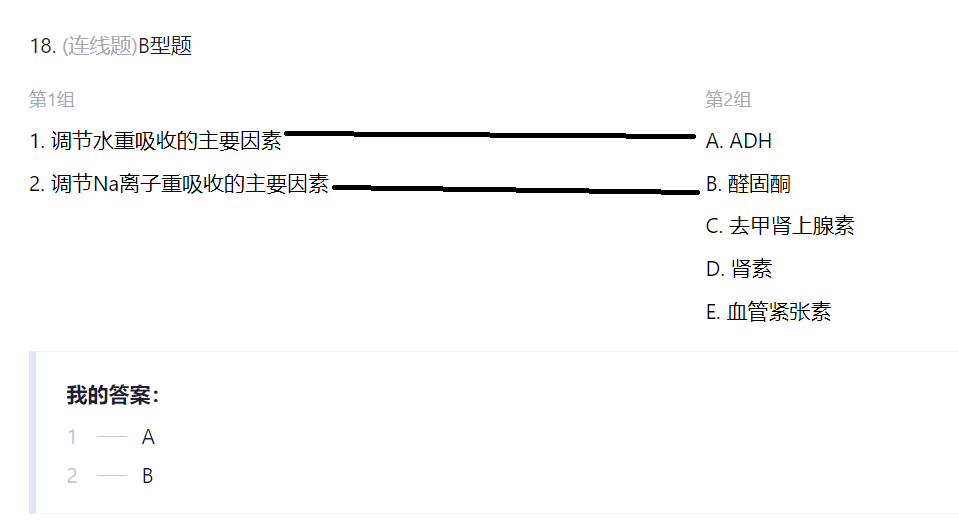 18. (连线题)B型题
第1组 第2组
1. 调节水重吸收的主要因素 A. ADH
2. 调节Na离子重吸收的主要因素 B. 醛固酮
C. 去甲肾上腺素
D. 肾素
E. 血管紧张素
我的答案：
1 — A
2 — B